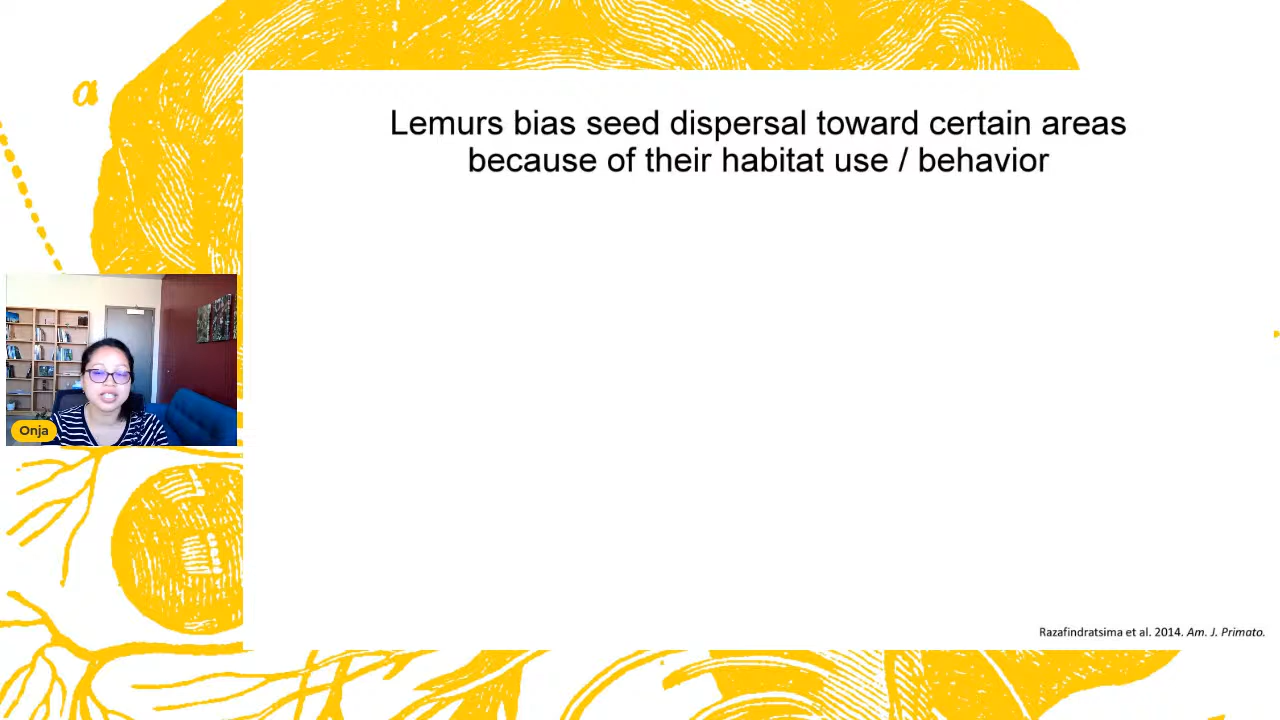 a
Lemurs bias seed dispersal toward certain areas
because of their habitat use / behavior
Onja
Razafindratsima et al. 2014. Am. J. Primato.